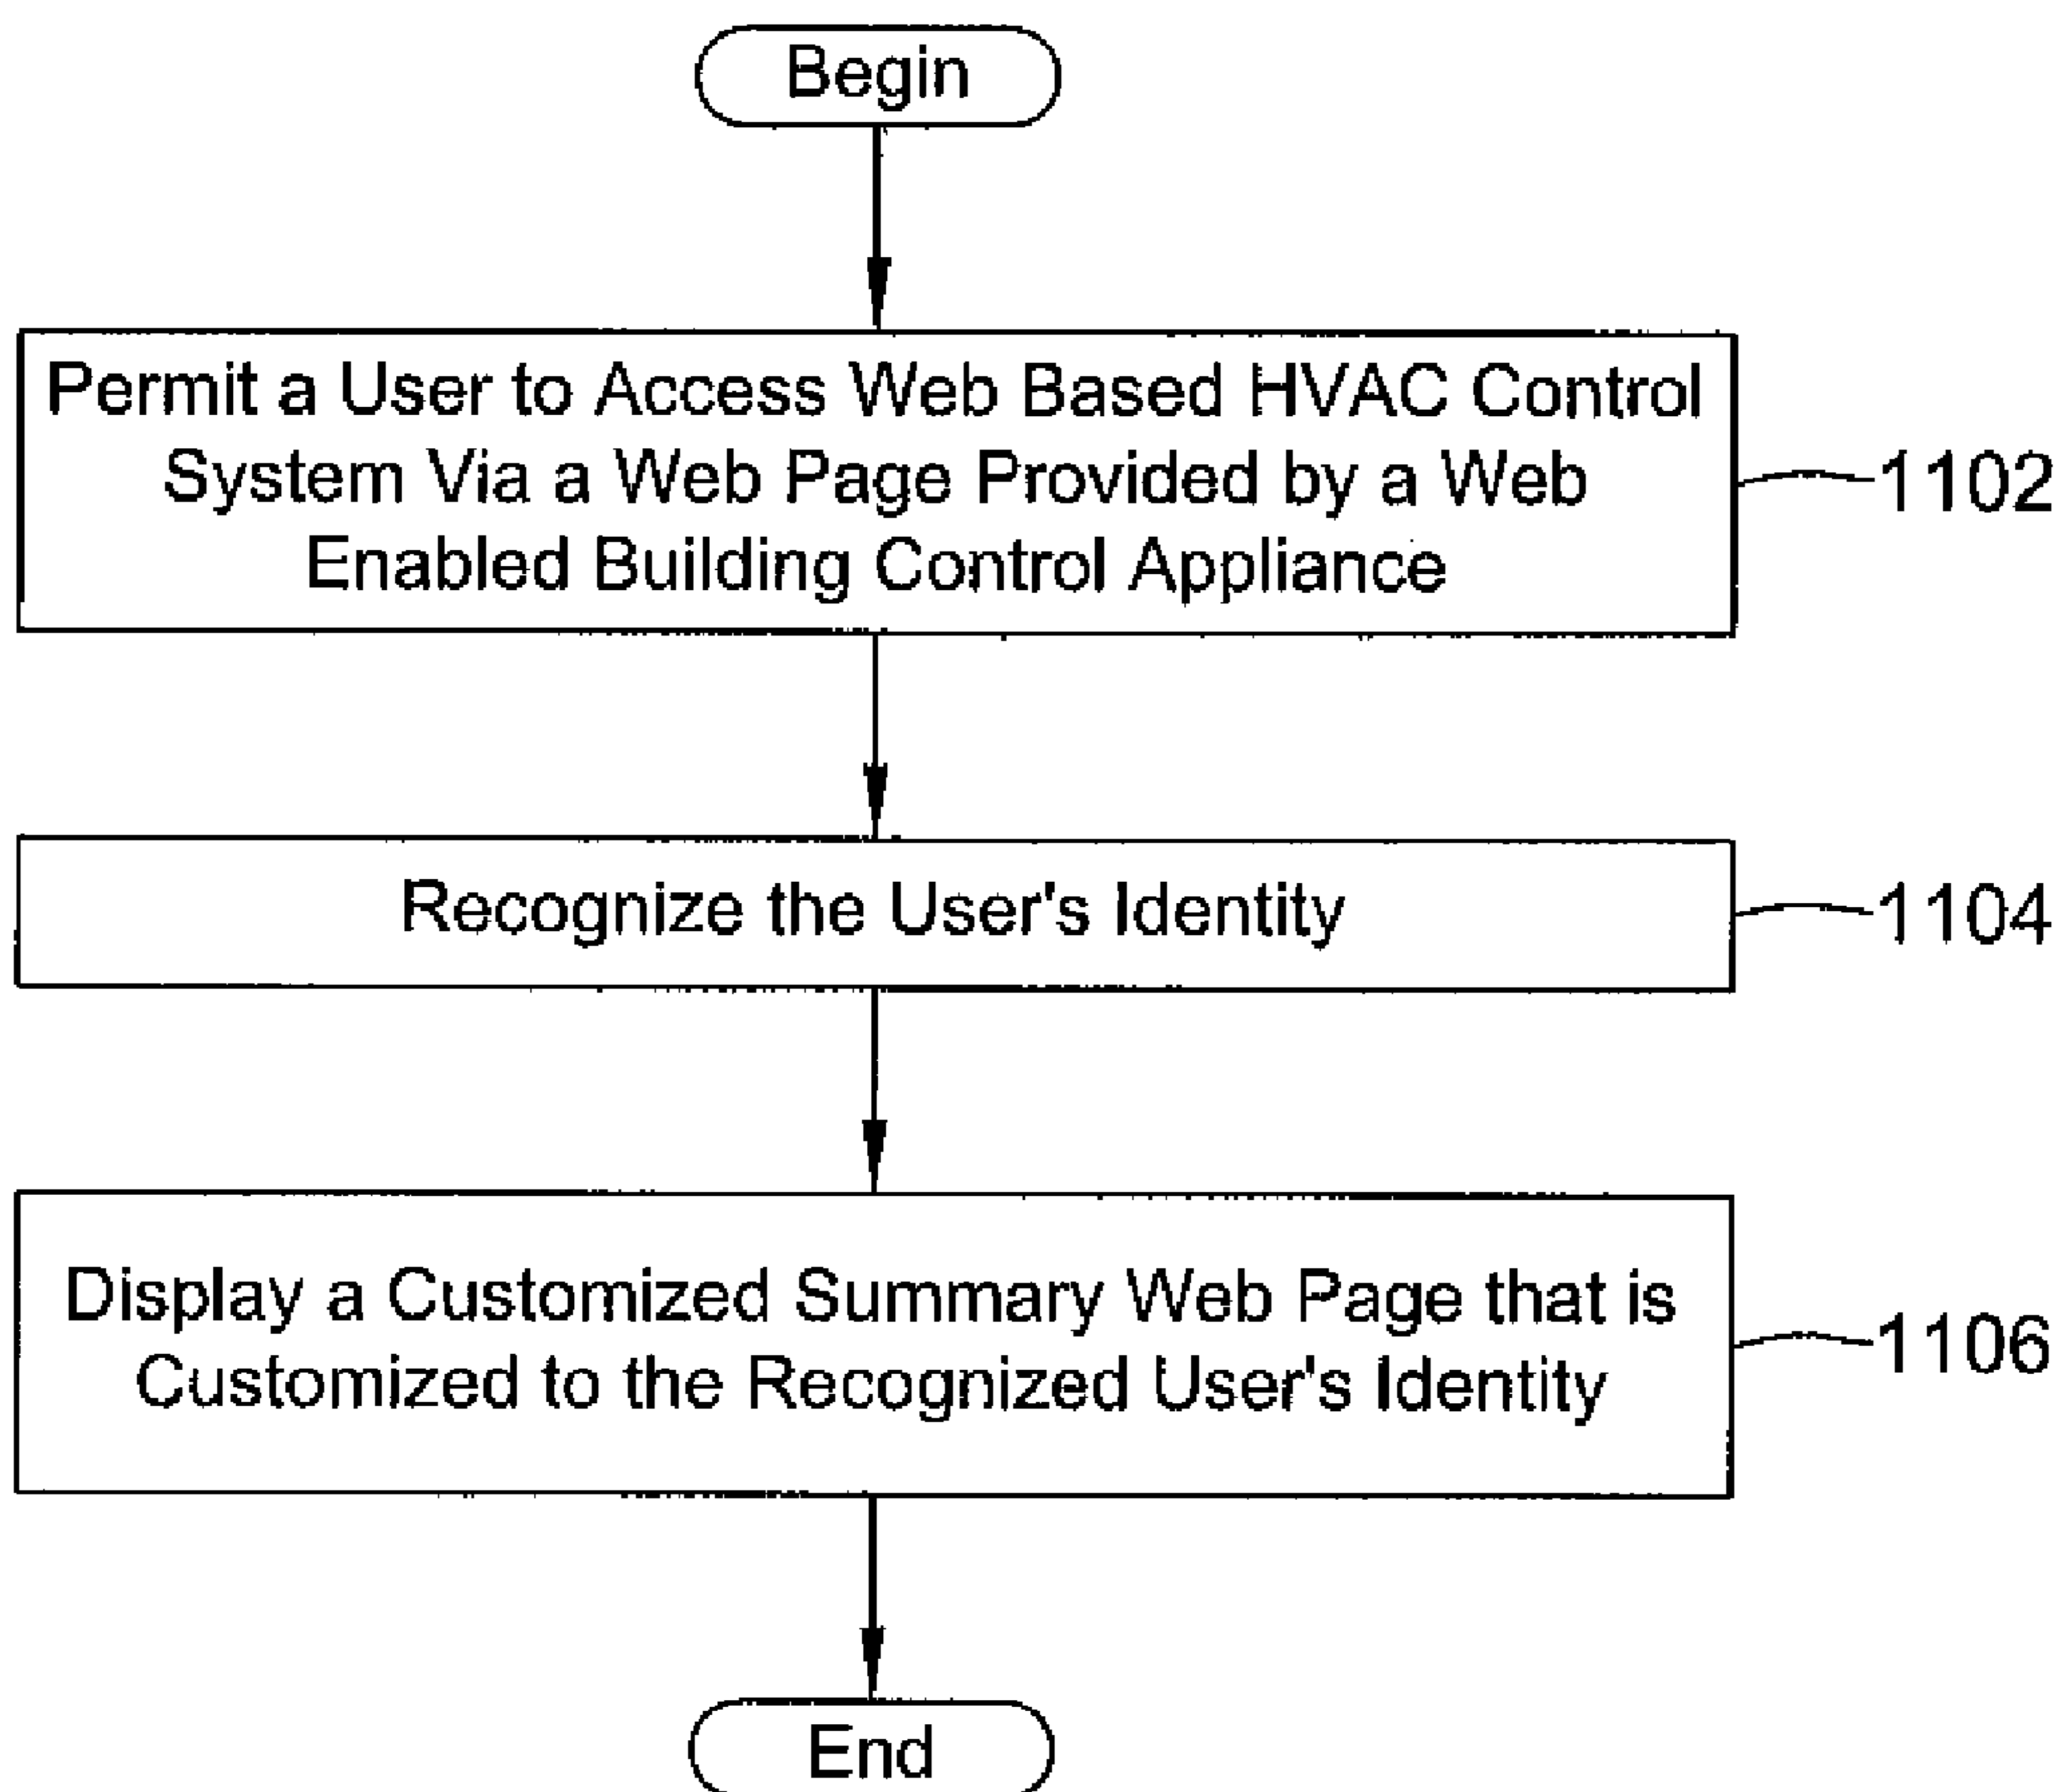 Begin
Permit a User to Access Web Based HVAC Control
System Via a Web Page Provided by a Web
Enabled Building Control Appliance
1102
Recognize the User's Identity
1104
Display a Customized Summary Web Page that is
Customized to the Recognized User's Identity
1106
End